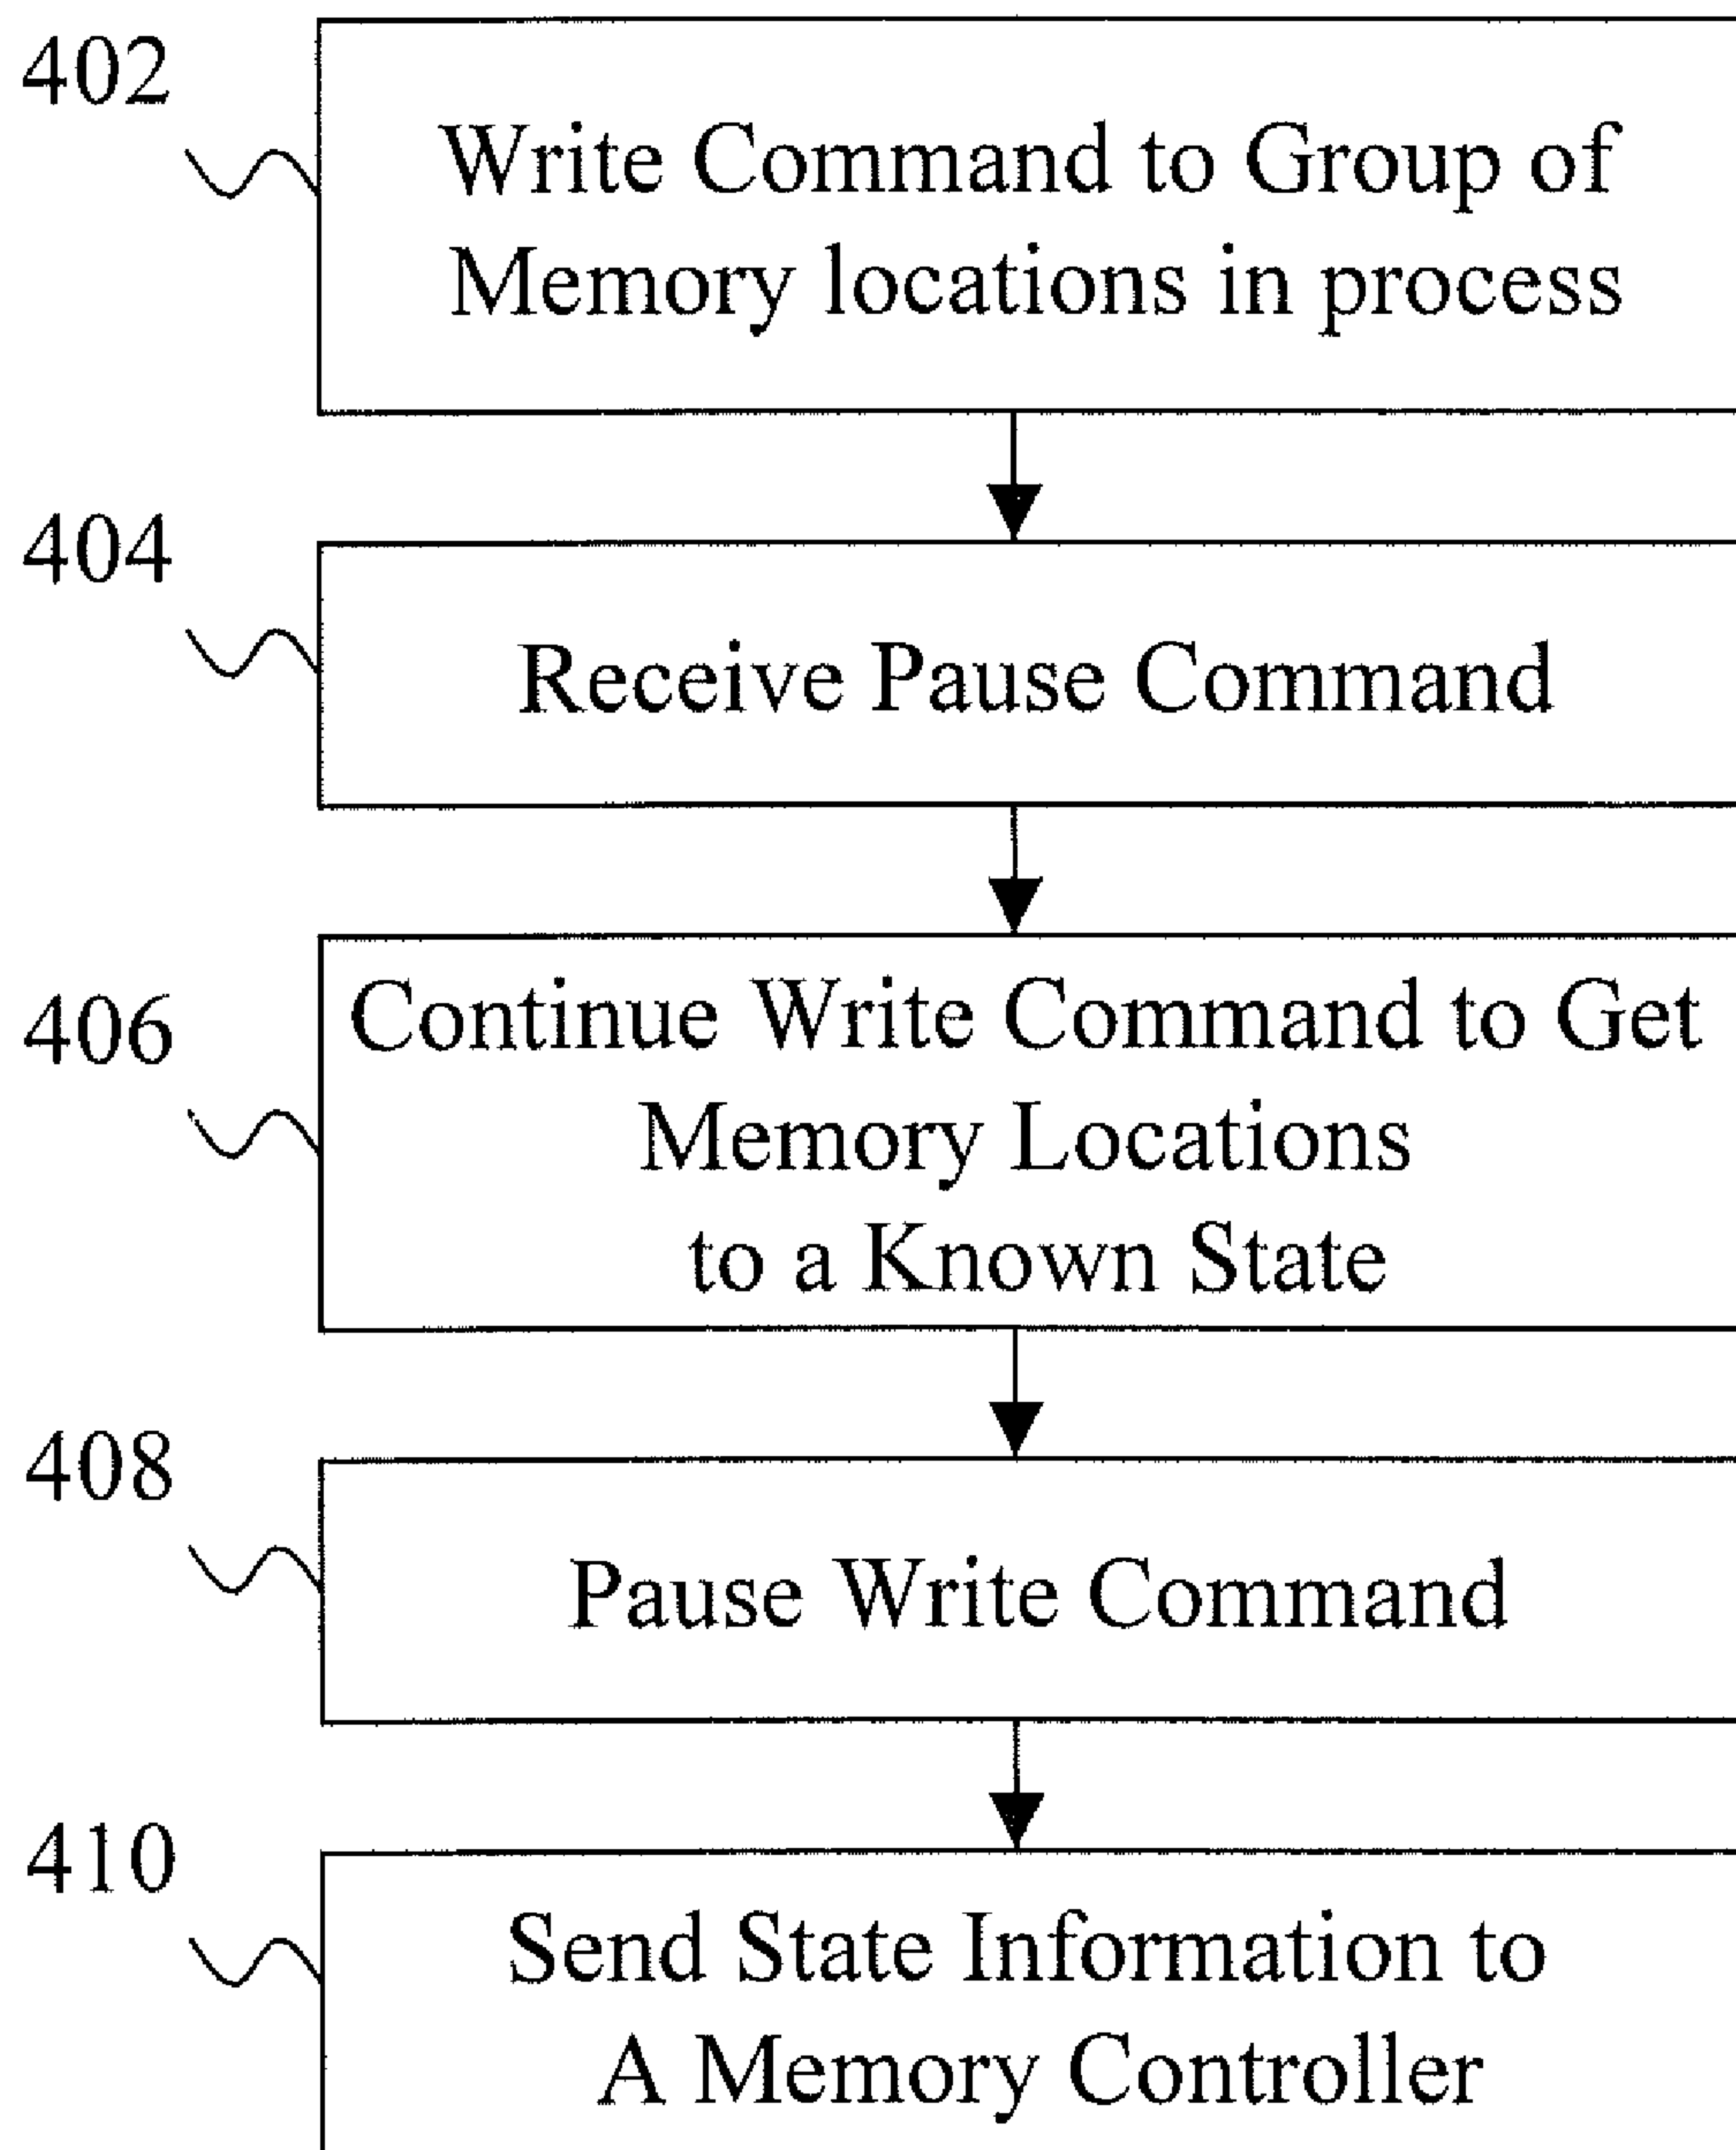 402
Write Command to Group of
Memory locations in process
404
Receive Pause Command
406
Continue Write Command to Get
Memory Locations
to a Known State
408
Pause Write Command
410
Send State Information to
A Memory Controller